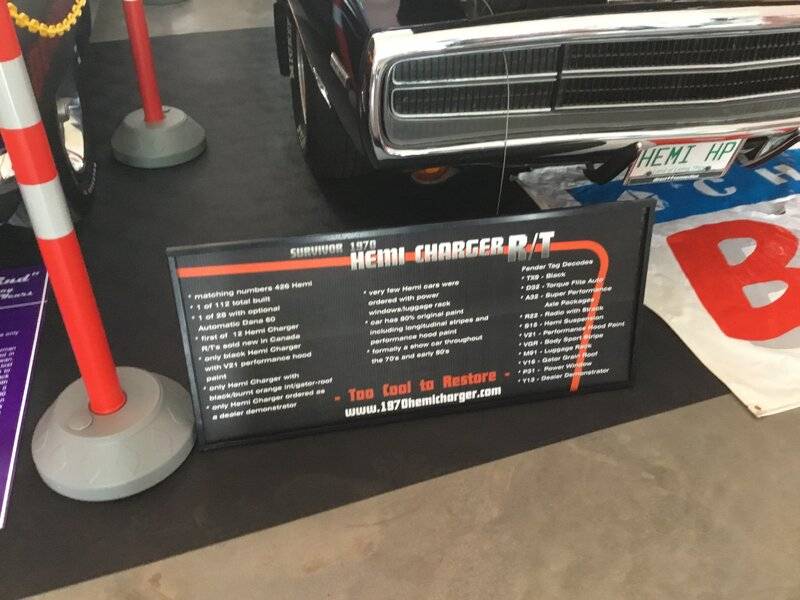 HEMI HP
C H
B
SURVIVOR 1970
HEMI CHARGER R/T
* matching numbers 426 Hemi
* 1 of 112 total built
* 1 of 28 with optional
Automatic Dana 60
* first of 12 Hemi Charger
R/T's sold new in Canada
* only black Hemi Charger
with V21 performance hood
paint
* only Hemi Charger with
black/burnt orange int/gator-roof
* only Hemi Charger ordered as
a dealer demonstrator
* very few Hemi cars were
ordered with power
windows/luggage rack
* car has 80% original paint
including longitudinal stripes and
performance hood paint
* formally a show car throughout
the 70's and early 80's
Fender Tag Decodes
* TX9 - Black
* D32 - Torque Flite Auto
* A32 - Super Performance
Axle Packages
* R22 - Radio with 8track
* S15 - Hemi Suspension
* V21 - Performance Hood Paint
* VGR - Body Sport Stripe
* M91 - Luggage Rack
* V1G - Gator Grain Roof
* P31 - Power Window
* Y13 - Dealer Demonstrator
- Too Cool to Restore -
www.1970hemicharger.com
Years